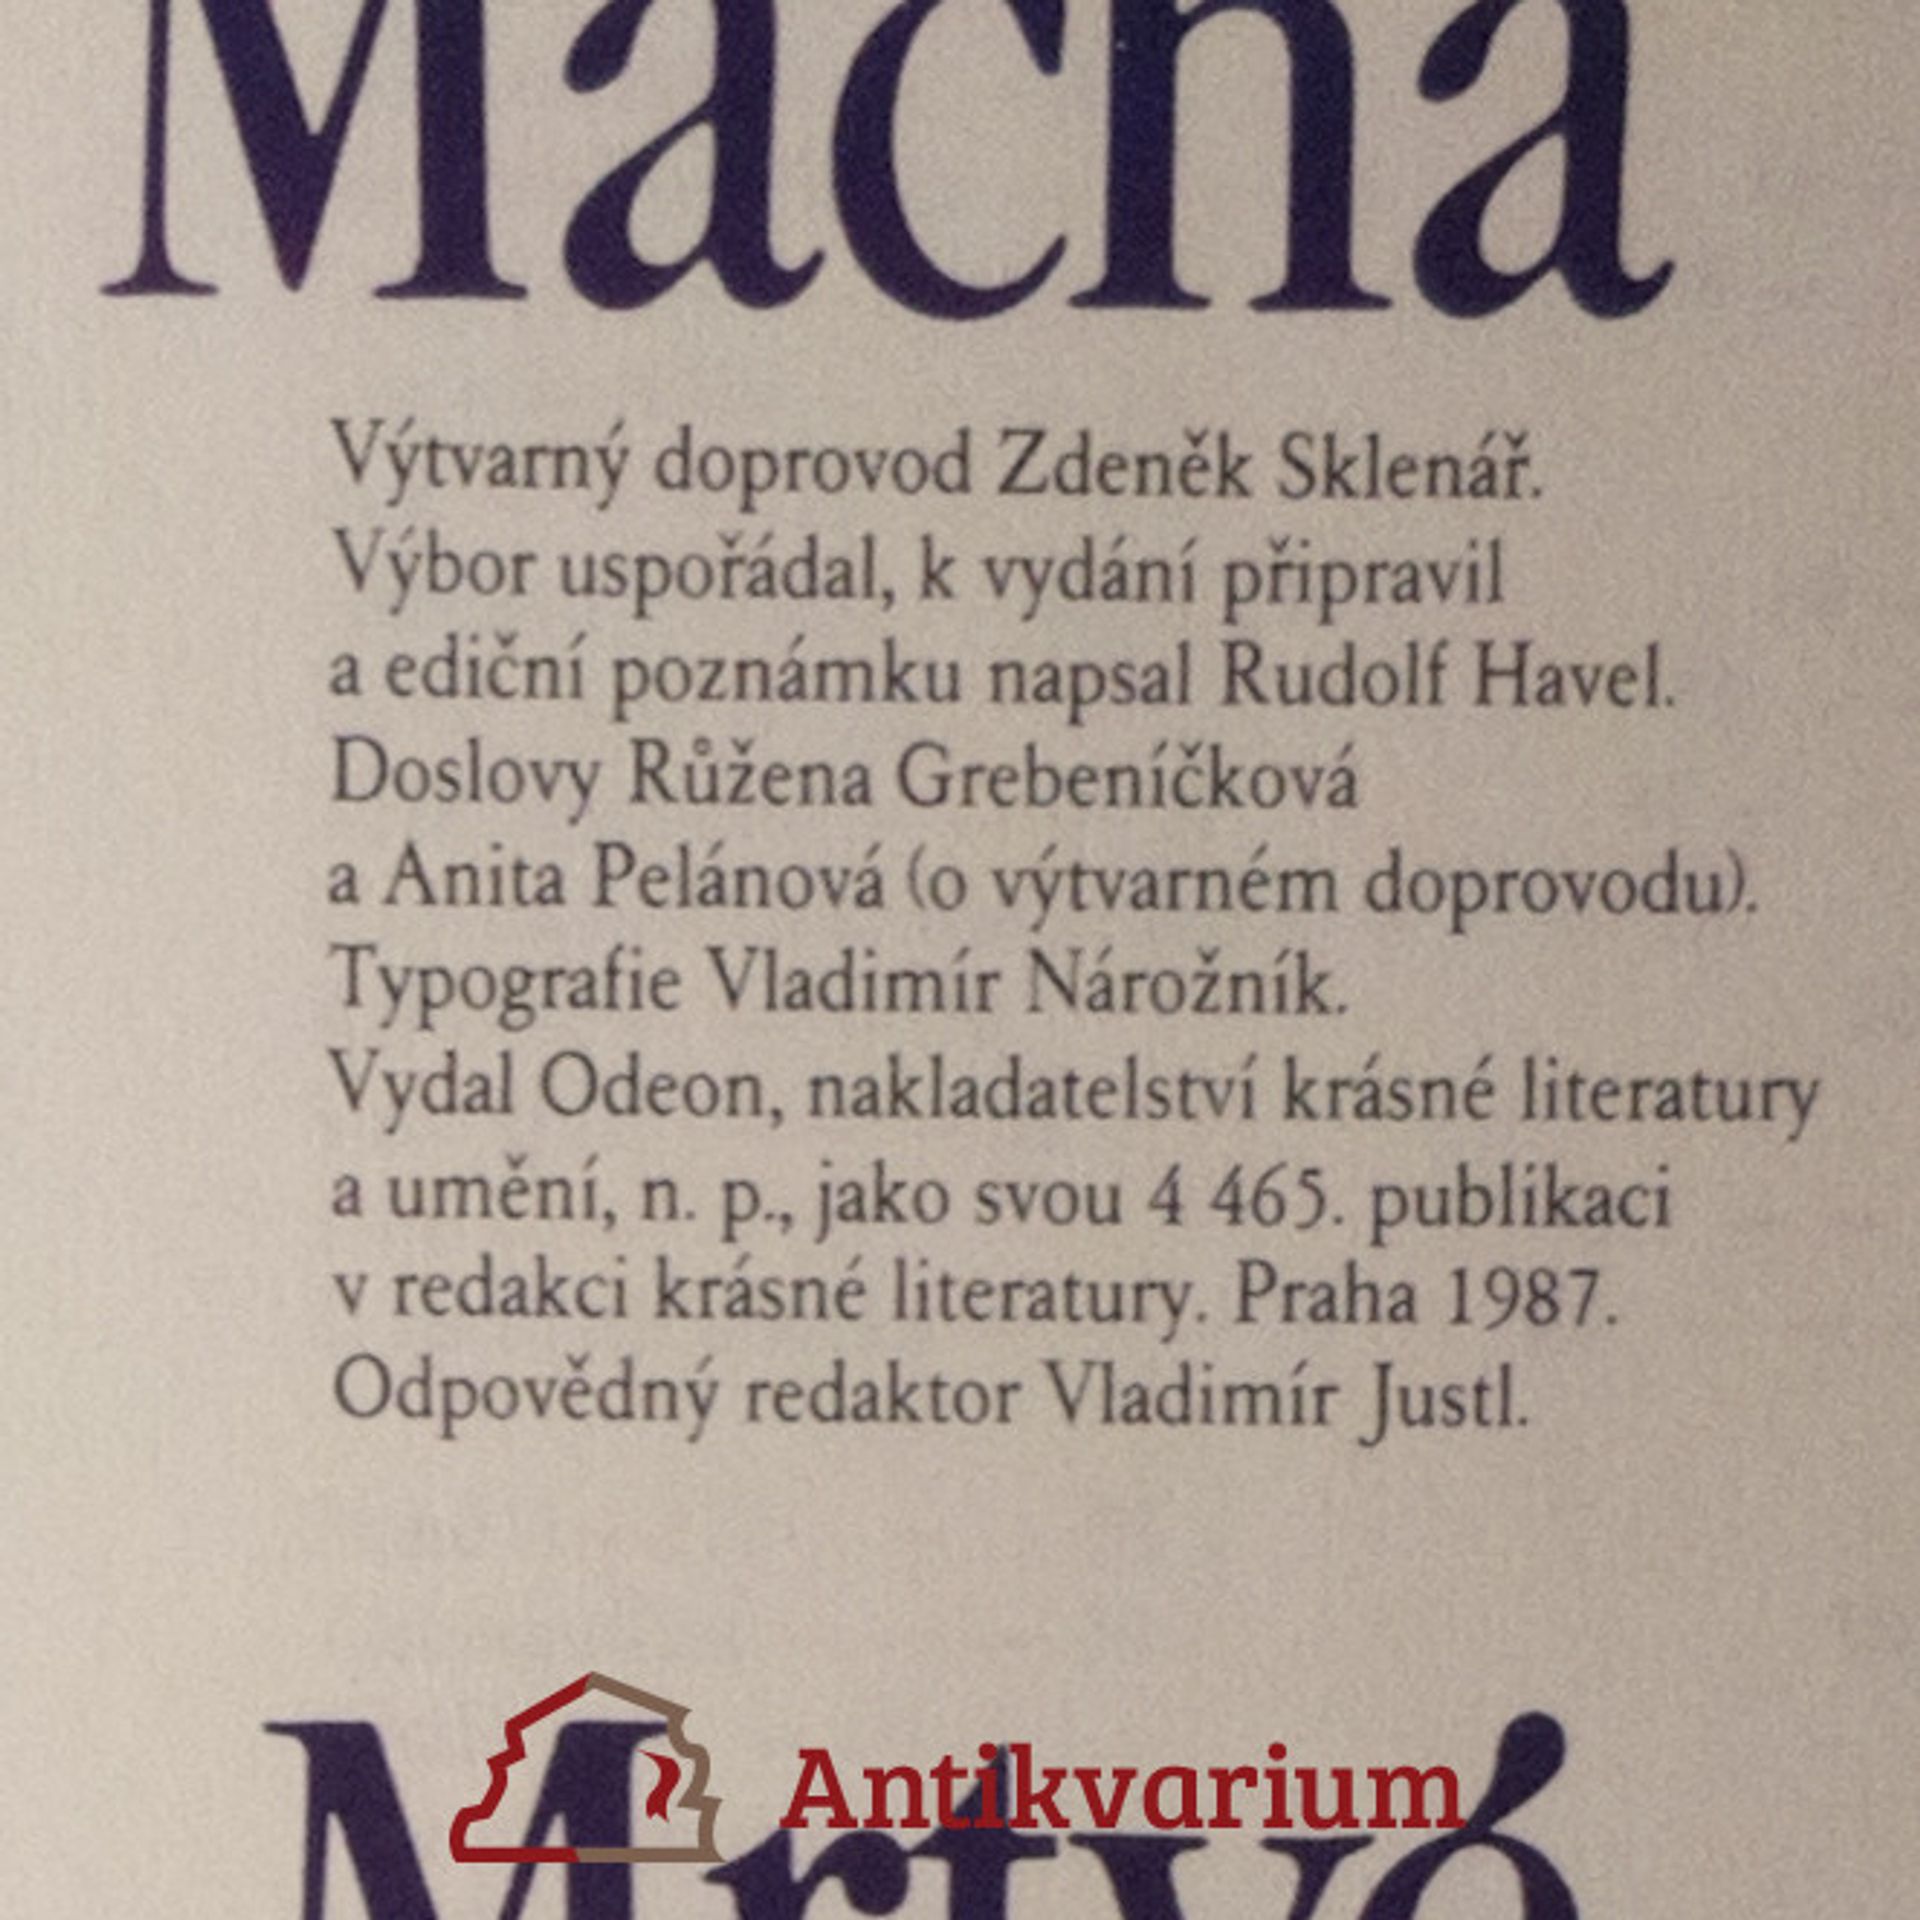 Mácha
Výtvarný doprovod Zdeněk Sklenář.
Výbor uspořádal, k vydání připravil
a ediční poznámku napsal Rudolf Havel.
Doslovy Růžena Grebeníčková
a Anita Pelánová (o výtvarném doprovodu).
Typografie Vladimír Nárožník.
Vydal Odeon, nakladatelství krásné literatury
a umění, n. p., jako svou 4 465. publikaci
v redakci krásné literatury. Praha 1987.
Odpovědný redaktor Vladimír Justl.
Antikvarium
Mrtvé